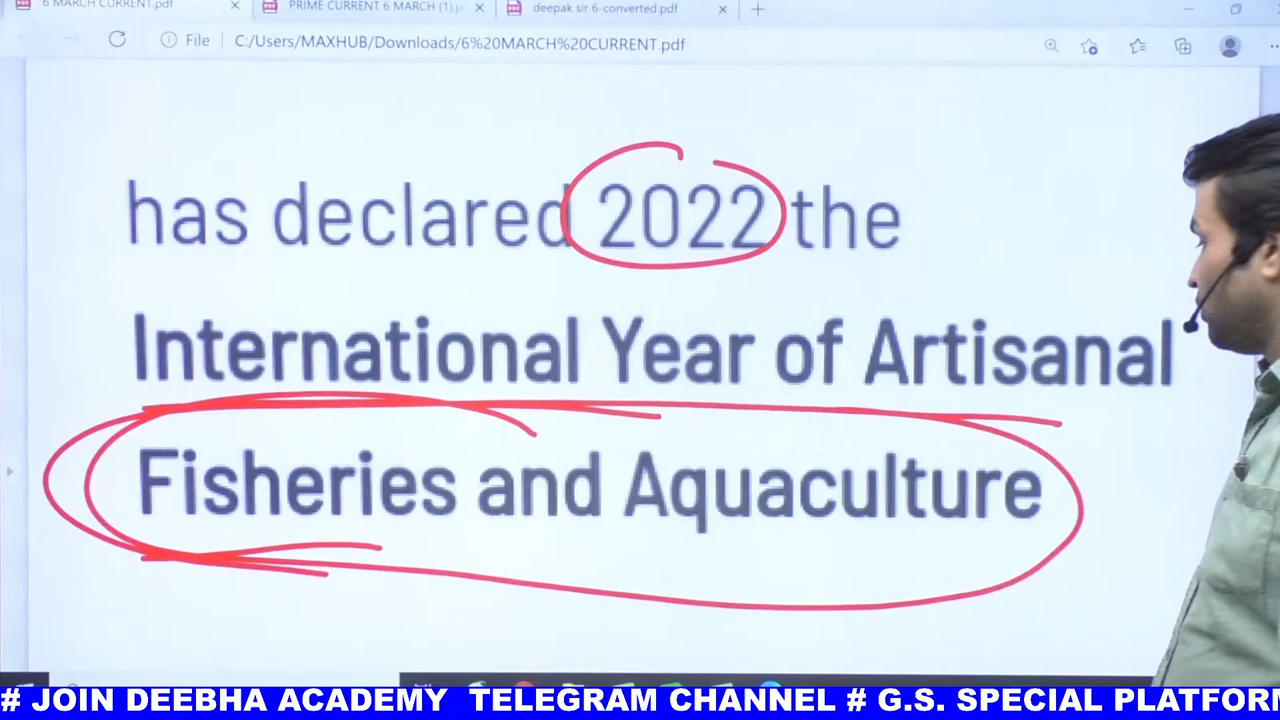 6 MARCH CURRENT.pdf
PRIME CURRENT 6 MARCH (1).p
deepak sir 6-converted.pdf
File
C:/Users/MAXHUB/Downloads/6%20MARCH%20CURRENT.pdf
has declared 2022 the
International Year of Artisanal
Fisheries and Aquaculture
# JOIN DEEBHA ACADEMY TELEGRAM CHANNEL # G.S. SPECIAL PLATFORM